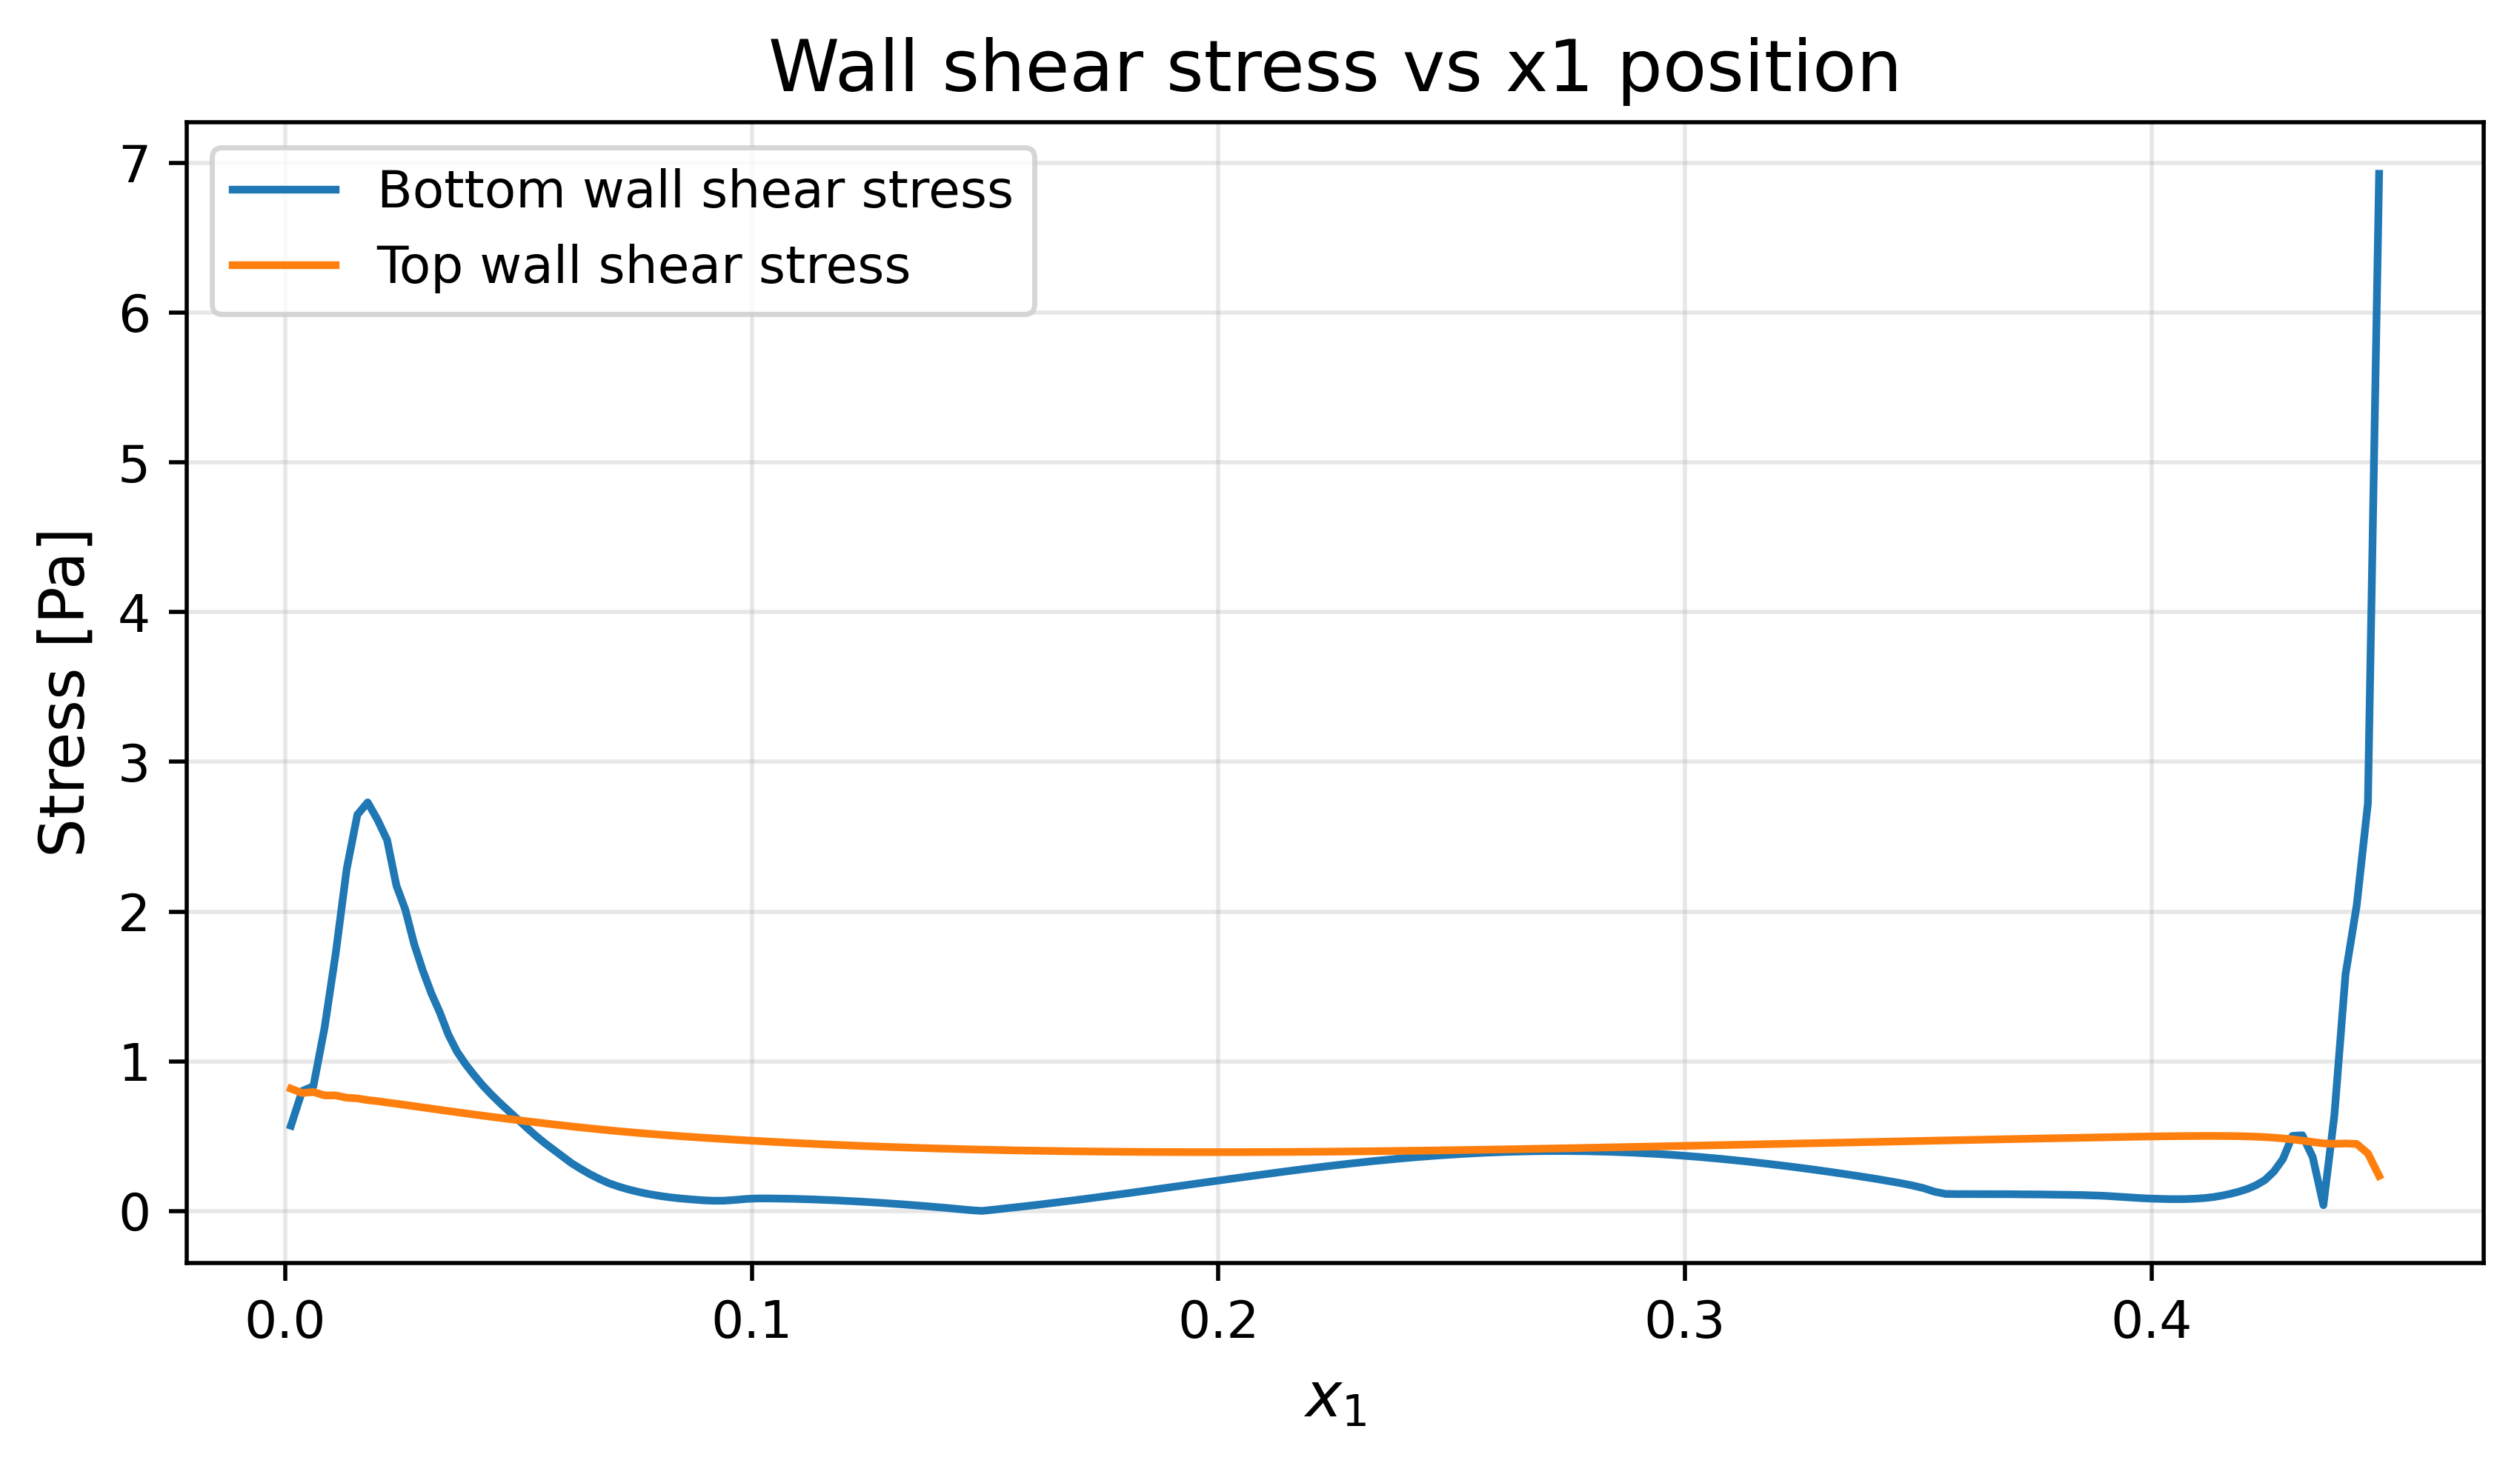 Wall shear stress vs x1 position
Bottom wall shear stress
Top wall shear stress
7
6
5
4
3
2
1
0
Stress [Pa]
0.0 0.1 0.2 0.3 0.4
x₁